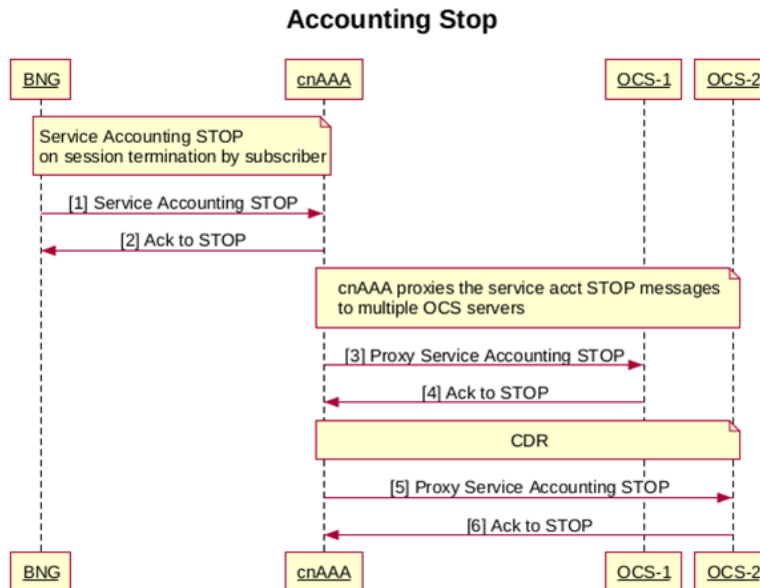 Accounting Stop
BNG
cnAAA
OCS-1
OCS-2
Service Accounting STOP
on session termination by subscriber
[1] Service Accounting STOP
[2] Ack to STOP
cnAAA proxies the service acct STOP messages
to multiple OCS servers
[3] Proxy Service Accounting STOP
[4] Ack to STOP
CDR
[5] Proxy Service Accounting STOP
[6] Ack to STOP
BNG
cnAAA
OCS-1
OCS-2